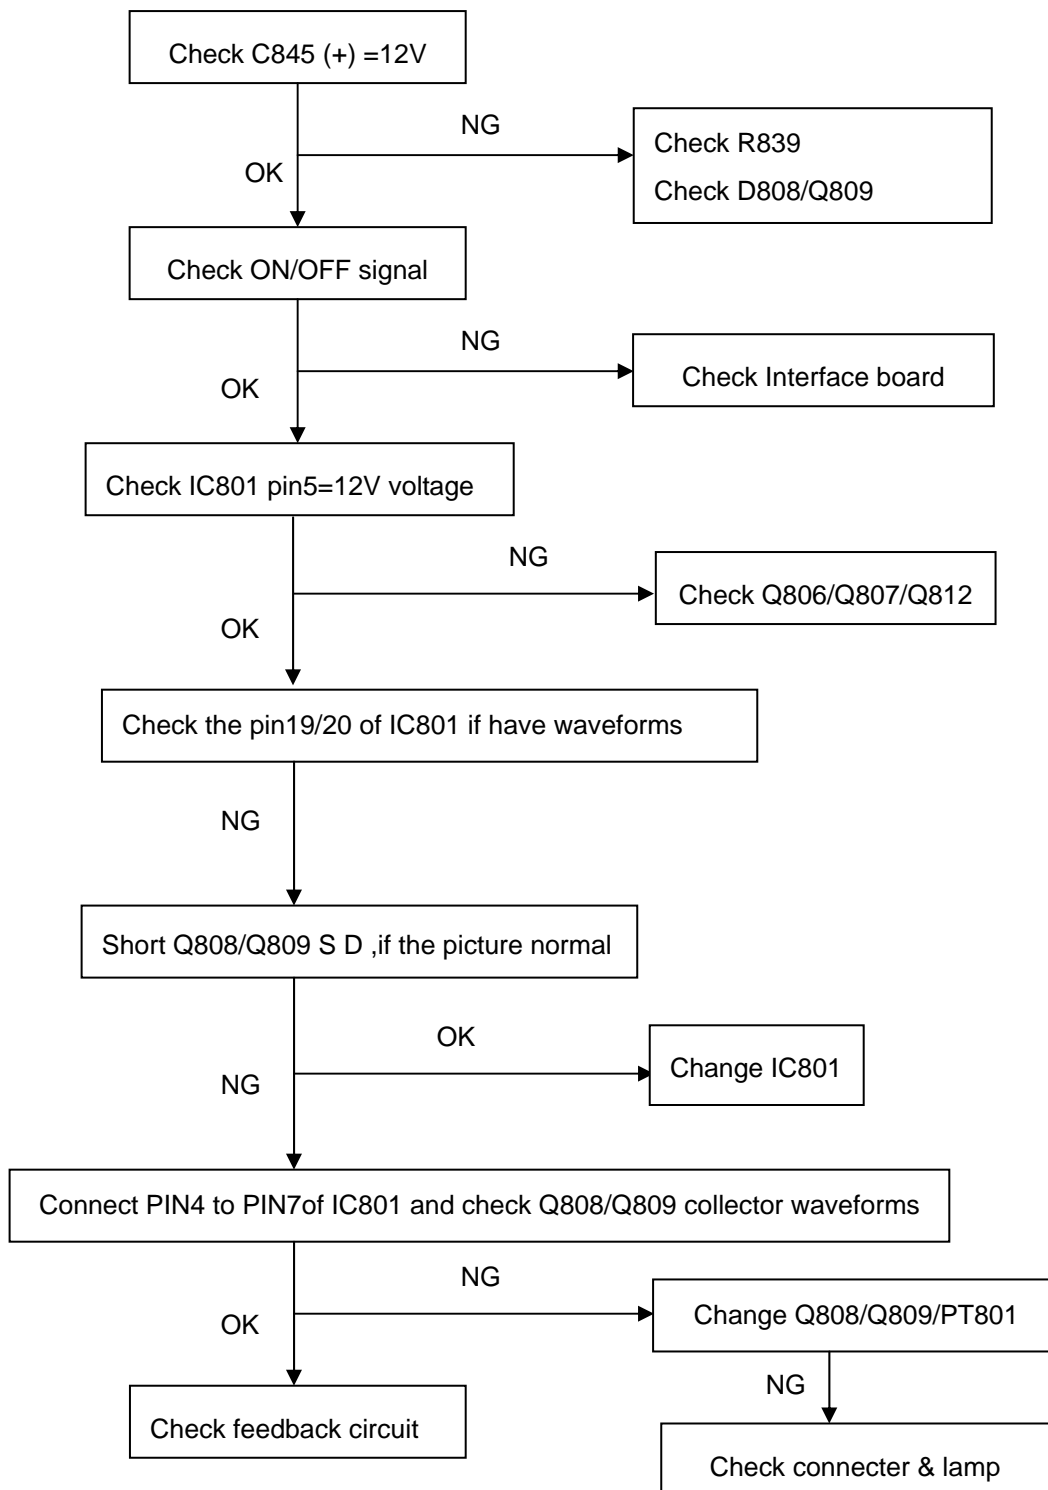 Check C845 (+) =12V
NG
Check R839
Check D808/Q809
OK
Check ON/OFF signal
NG
Check Interface board
OK
Check IC801 pin5=12V voltage
NG
Check Q806/Q807/Q812
OK
Check the pin19/20 of IC801 if have waveforms
NG
Short Q808/Q809 S D ,if the picture normal
OK
Change IC801
NG
Connect PIN4 to PIN7of IC801 and check Q808/Q809 collector waveforms
NG
Change Q808/Q809/PT801
OK
NG
Check feedback circuit
Check connecter & lamp